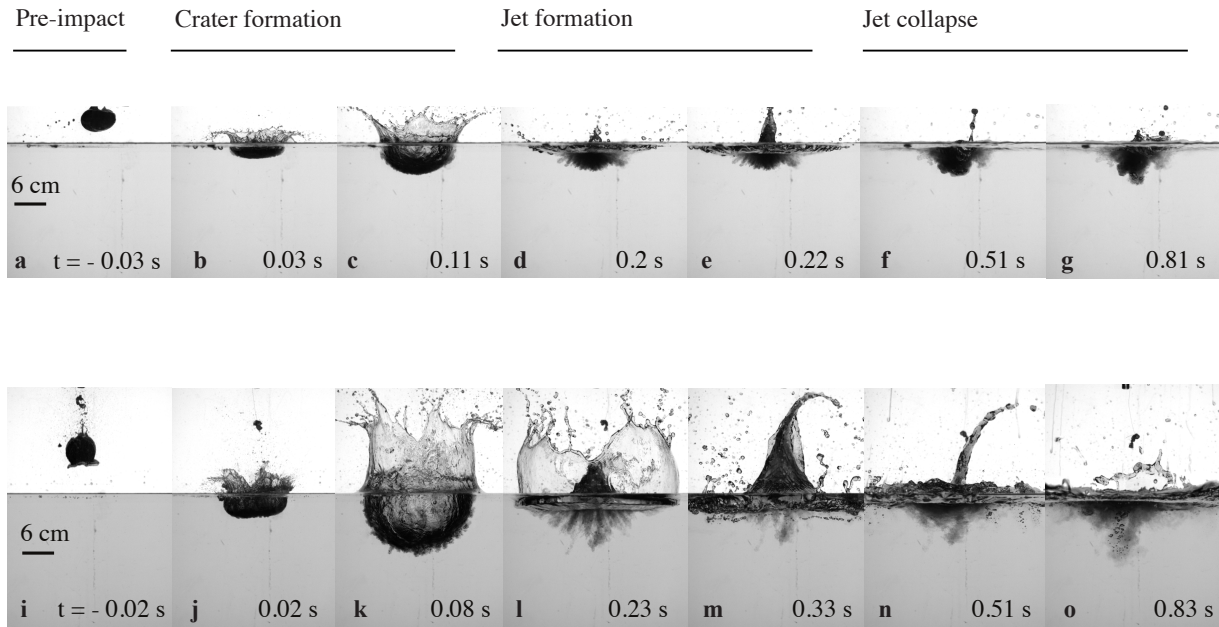 Pre-impact Crater formation Jet formation Jet collapse
6 cm
a t = - 0.03 s b 0.03 s c 0.11 s d 0.2 s e 0.22 s f 0.51 s g 0.81 s
6 cm
i t = - 0.02 s j 0.02 s k 0.08 s l 0.23 s m 0.33 s n 0.51 s o 0.83 s